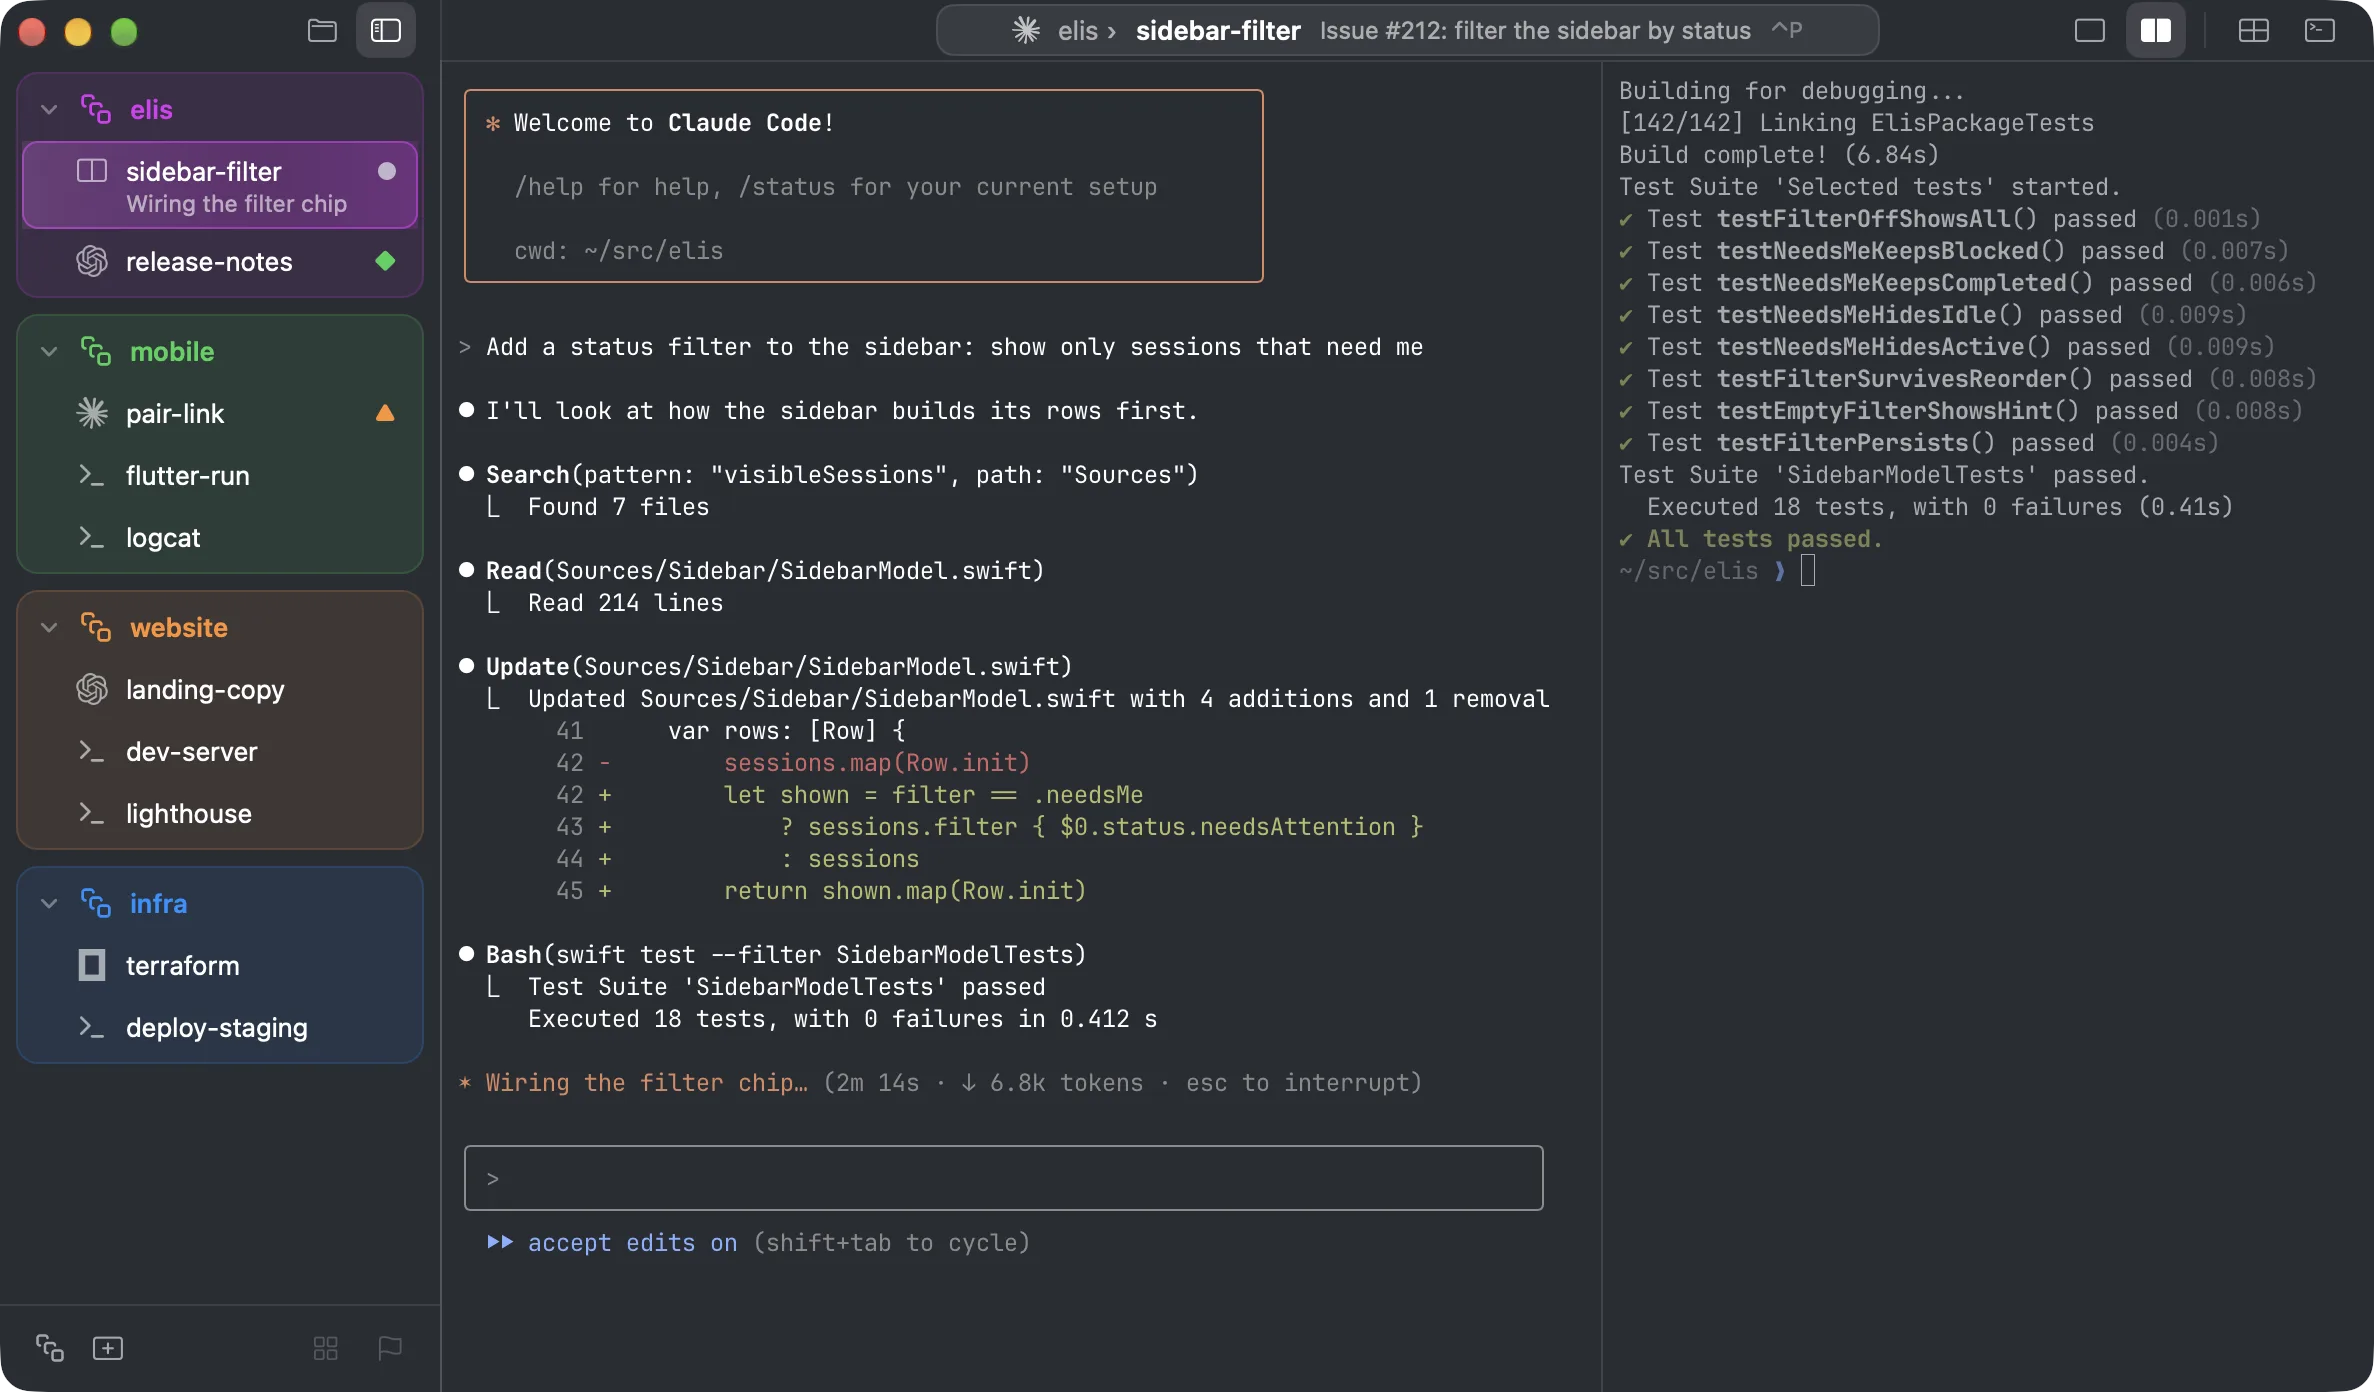 elis › sidebar-filter Issue #212: filter the sidebar by status ^P
elis
sidebar-filter
Wiring the filter chip
release-notes
mobile
pair-link
flutter-run
logcat
website
landing-copy
dev-server
lighthouse
infra
terraform
deploy-staging
✻ Welcome to Claude Code!
/help for help, /status for your current setup
cwd: ~/src/elis
> Add a status filter to the sidebar: show only sessions that need me
● I'll look at how the sidebar builds its rows first.
● Search(pattern: "visibleSessions", path: "Sources")
⎿ Found 7 files
● Read(Sources/Sidebar/SidebarModel.swift)
⎿ Read 214 lines
● Update(Sources/Sidebar/SidebarModel.swift)
⎿ Updated Sources/Sidebar/SidebarModel.swift with 4 additions and 1 removal
41 var rows: [Row] {
42 - sessions.map(Row.init)
42 + let shown = filter == .needsMe
43 + ? sessions.filter { $0.status.needsAttention }
44 + : sessions
45 + return shown.map(Row.init)
● Bash(swift test --filter SidebarModelTests)
⎿ Test Suite 'SidebarModelTests' passed
Executed 18 tests, with 0 failures in 0.412 s
✶ Wiring the filter chip… (2m 14s · ↓ 6.8k tokens · esc to interrupt)
>
⏵⏵ accept edits on (shift+tab to cycle)
Building for debugging...
[142/142] Linking ElisPackageTests
Build complete! (6.84s)
Test Suite 'Selected tests' started.
✔ Test testFilterOffShowsAll() passed (0.001s)
✔ Test testNeedsMeKeepsBlocked() passed (0.007s)
✔ Test testNeedsMeKeepsCompleted() passed (0.006s)
✔ Test testNeedsMeHidesIdle() passed (0.009s)
✔ Test testNeedsMeHidesActive() passed (0.009s)
✔ Test testFilterSurvivesReorder() passed (0.008s)
✔ Test testEmptyFilterShowsHint() passed (0.008s)
✔ Test testFilterPersists() passed (0.004s)
Test Suite 'SidebarModelTests' passed.
Executed 18 tests, with 0 failures (0.41s)
✔ All tests passed.
~/src/elis ❯